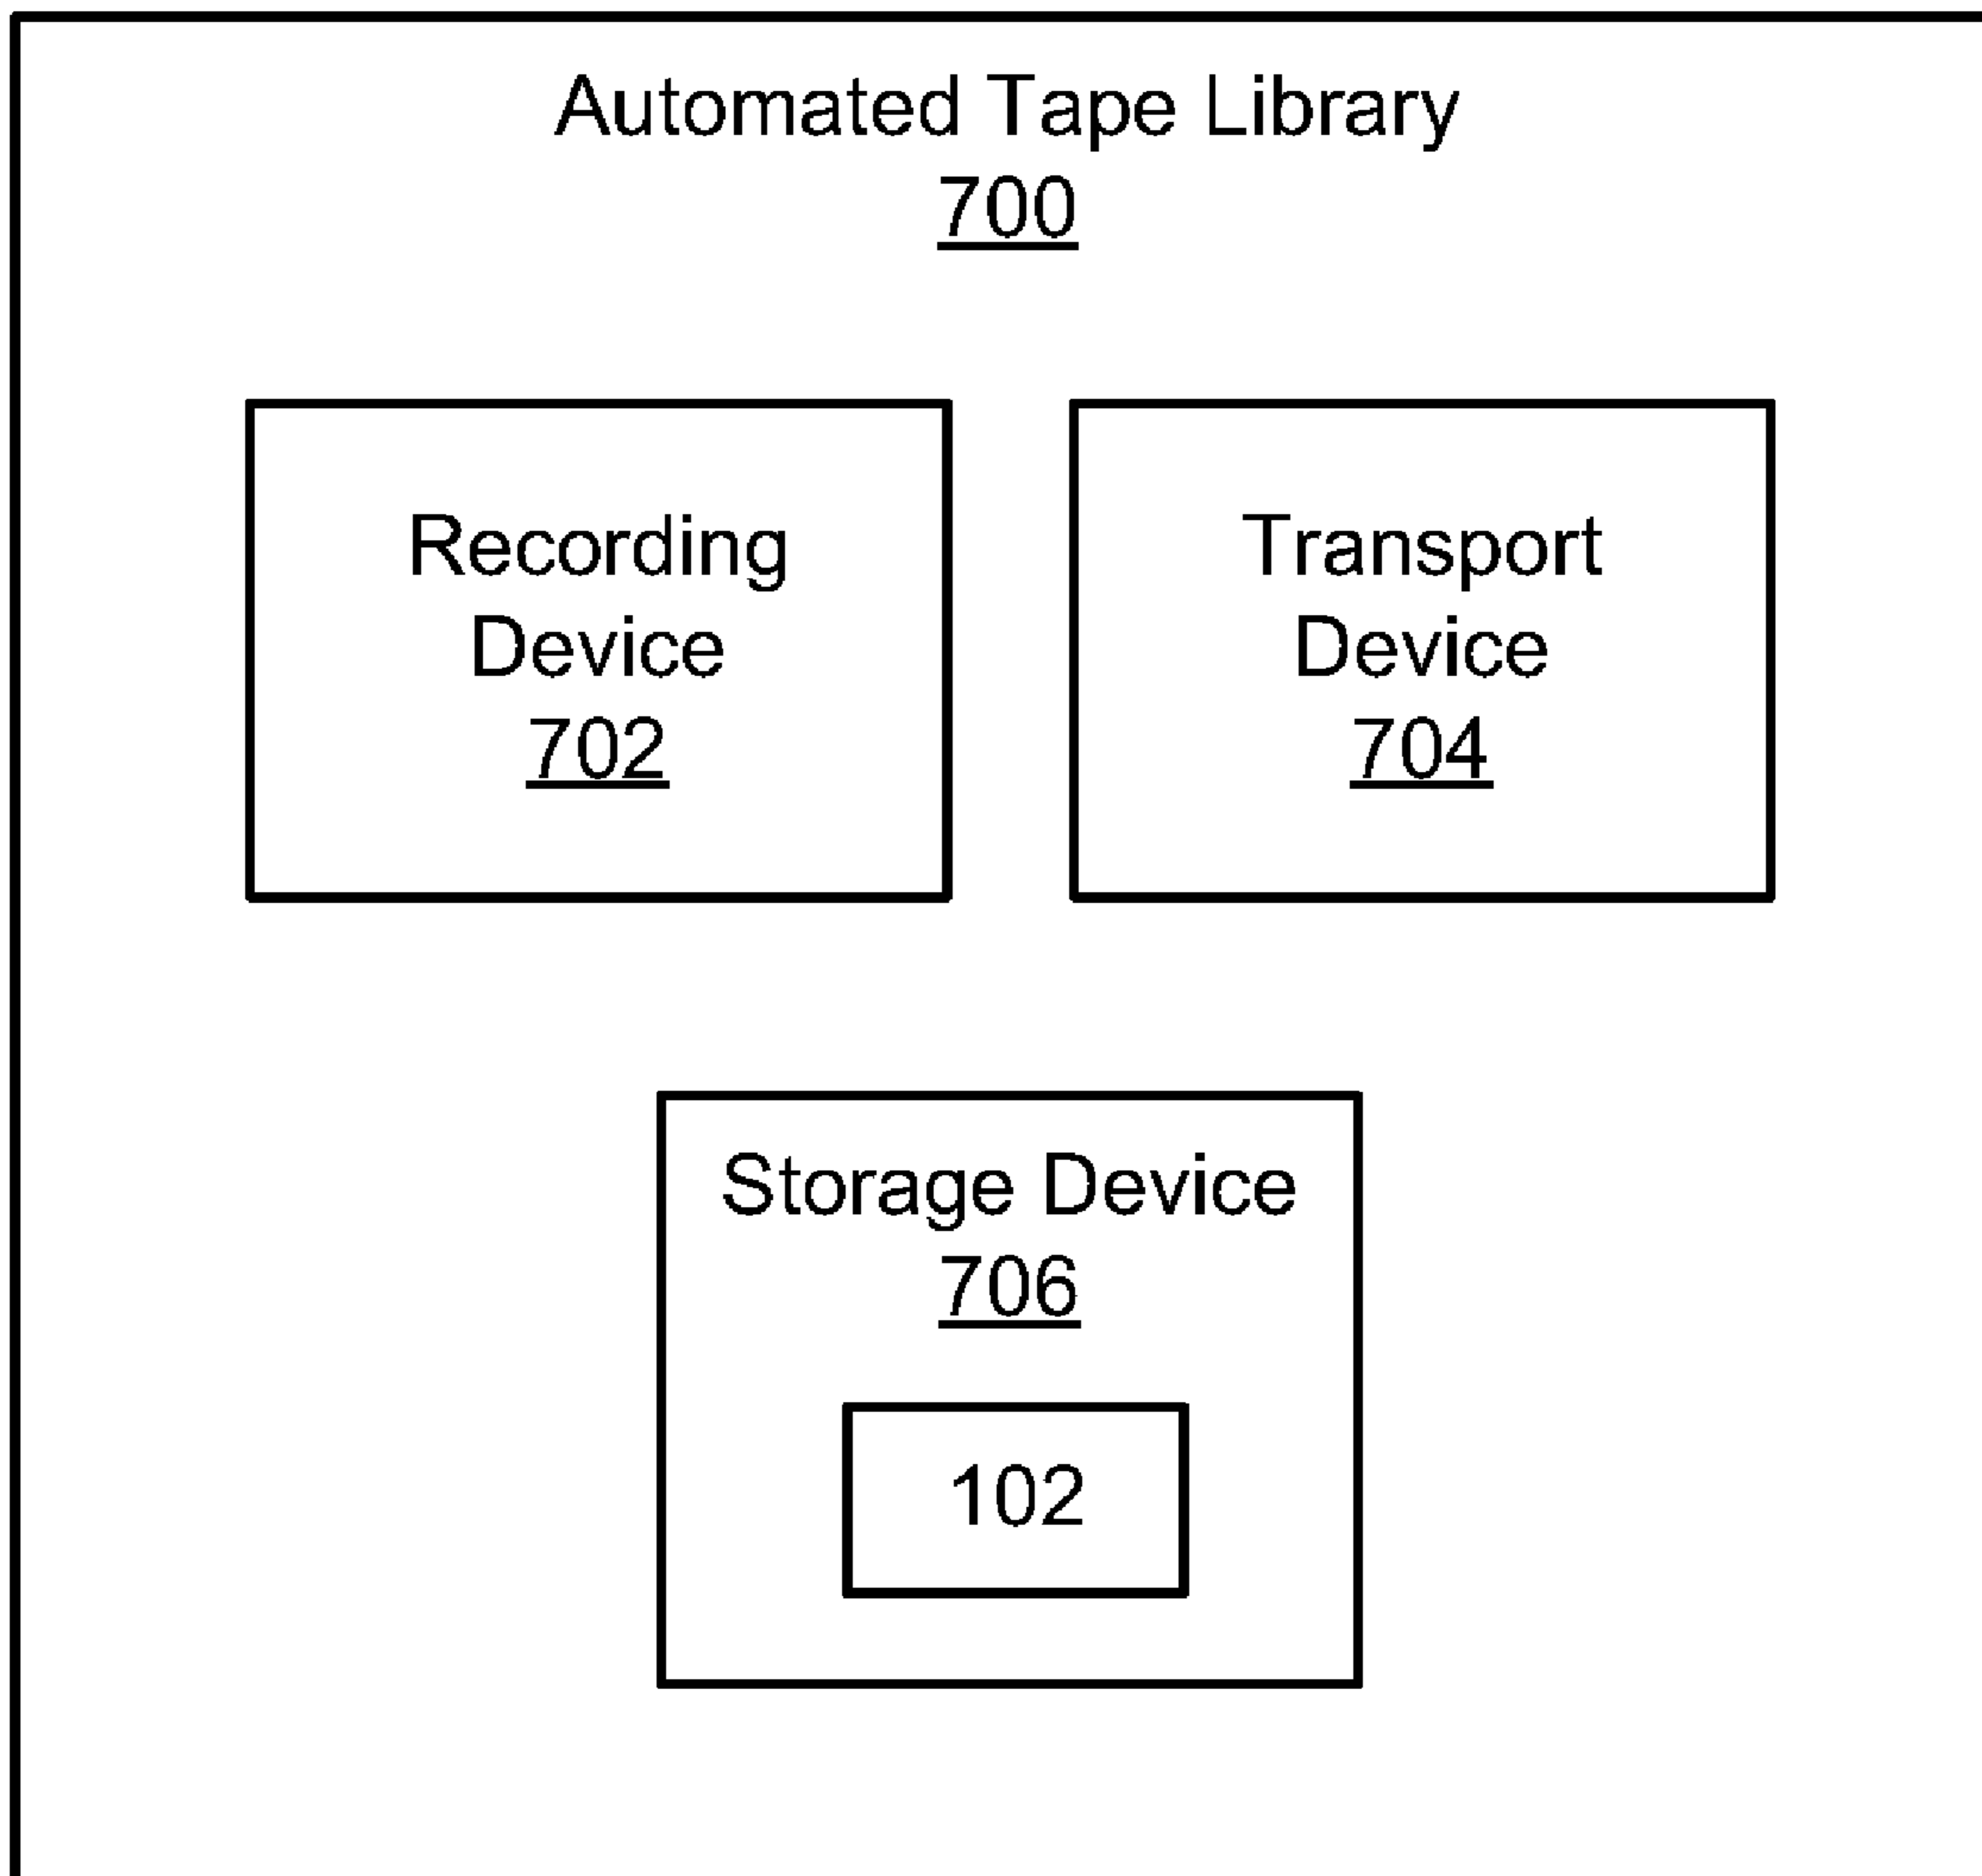 Automated Tape Library
700
Recording
Device
702
Transport
Device
704
Storage Device
706
102